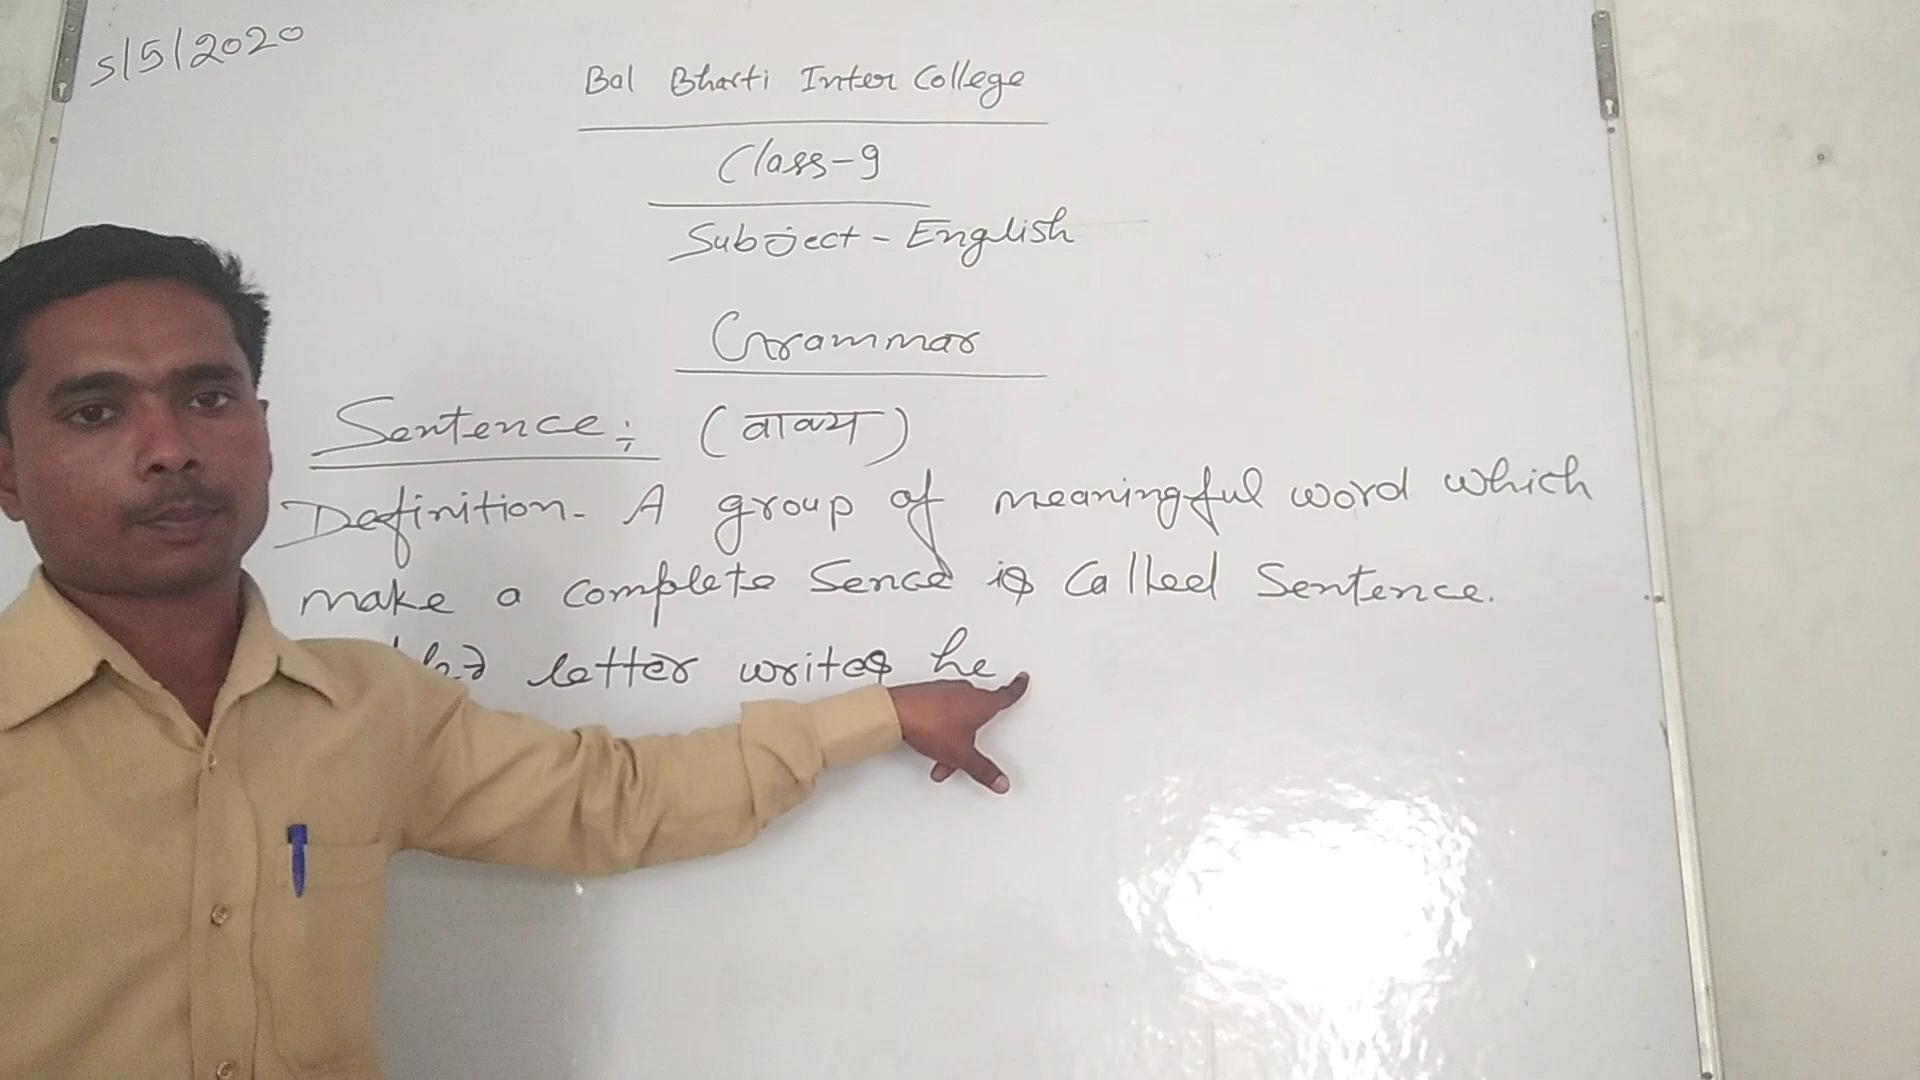 5/5/2020
Bal Bharti Inter College
Class-9
Subject - English
Grammar
Sentence: (वाक्य)
Definition- A group of meaningful word which
make a complete Sence is Called Sentence.
letter writes he